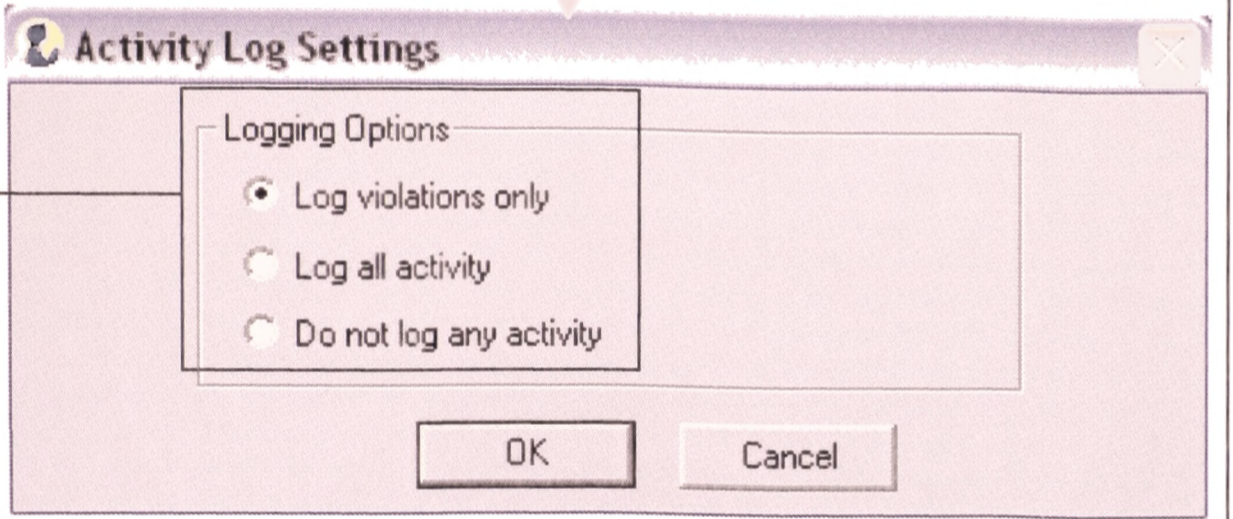 Activity Log Settings
Logging Options
Log violations only
Log all activity
Do not log any activity
OK
Cancel